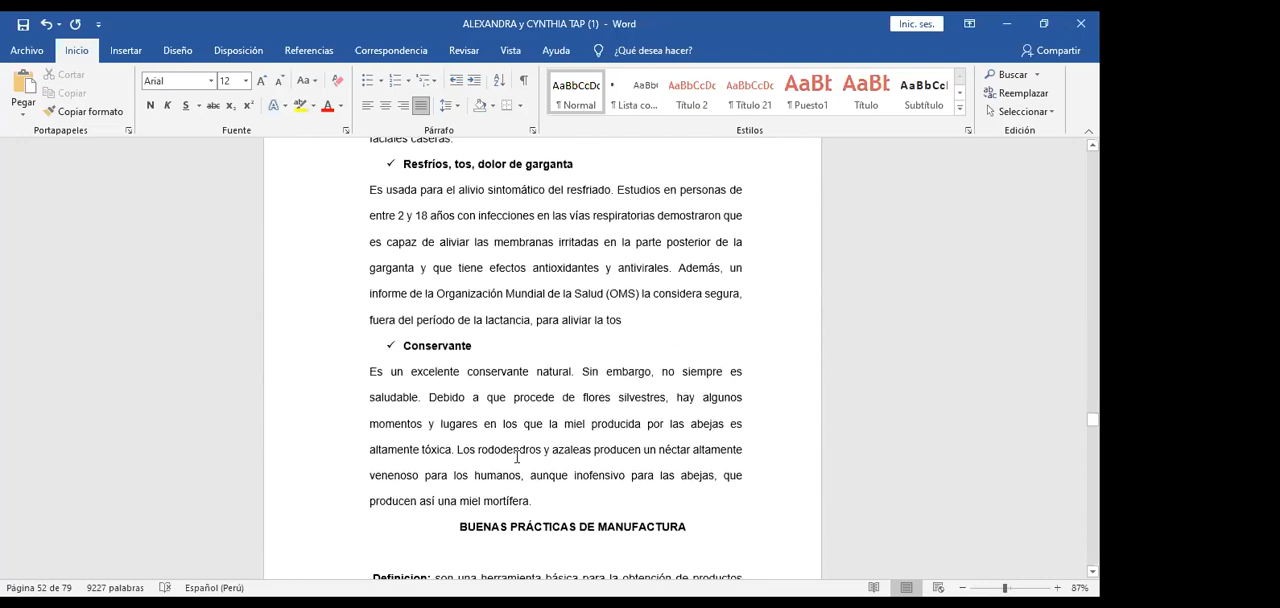 ALEXANDRA y CYNTHIA TAP (1) - Word
Inic. ses.
Archivo Inicio Insertar Diseño Disposición Referencias Correspondencia Revisar Vista Ayuda ¿Qué desea hacer? Compartir
Pegar
Cortar
Copiar
Copiar formato
Portapapeles
Arial 12
Aa
N K S abc x₂ x²
Fuente
Párrafo
AaBbCcDc AaBbC AaBbCcDc AaBbCcDc AaBb AaBb AaBbCcI
¶ Normal ¶ Lista co... Título 2 ¶ Título 21 ¶ Puesto1 Título Subtítulo
Estilos
Buscar
Reemplazar
Seleccionar
Edición
faciales caseras.
✓ Resfríos, tos, dolor de garganta
Es usada para el alivio sintomático del resfriado. Estudios en personas de
entre 2 y 18 años con infecciones en las vías respiratorias demostraron que
es capaz de aliviar las membranas irritadas en la parte posterior de la
garganta y que tiene efectos antioxidantes y antivirales. Además, un
informe de la Organización Mundial de la Salud (OMS) la considera segura,
fuera del período de la lactancia, para aliviar la tos
✓ Conservante
Es un excelente conservante natural. Sin embargo, no siempre es
saludable. Debido a que procede de flores silvestres, hay algunos
momentos y lugares en los que la miel producida por las abejas es
altamente tóxica. Los rododendros y azaleas producen un néctar altamente
venenoso para los humanos, aunque inofensivo para las abejas, que
producen así una miel mortífera.
BUENAS PRÁCTICAS DE MANUFACTURA
Definicion: son una herramienta básica para la obtención de productos
Página 52 de 79 9227 palabras Español (Perú) 87%